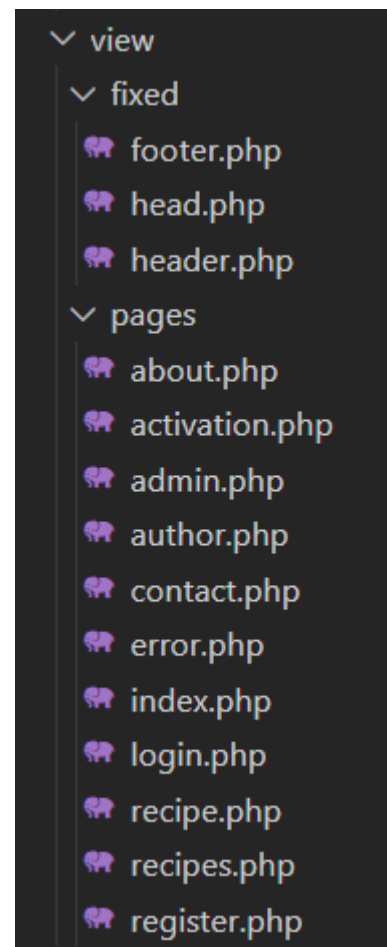 view
fixed
footer.php
head.php
header.php
pages
about.php
activation.php
admin.php
author.php
contact.php
error.php
index.php
login.php
recipe.php
recipes.php
register.php